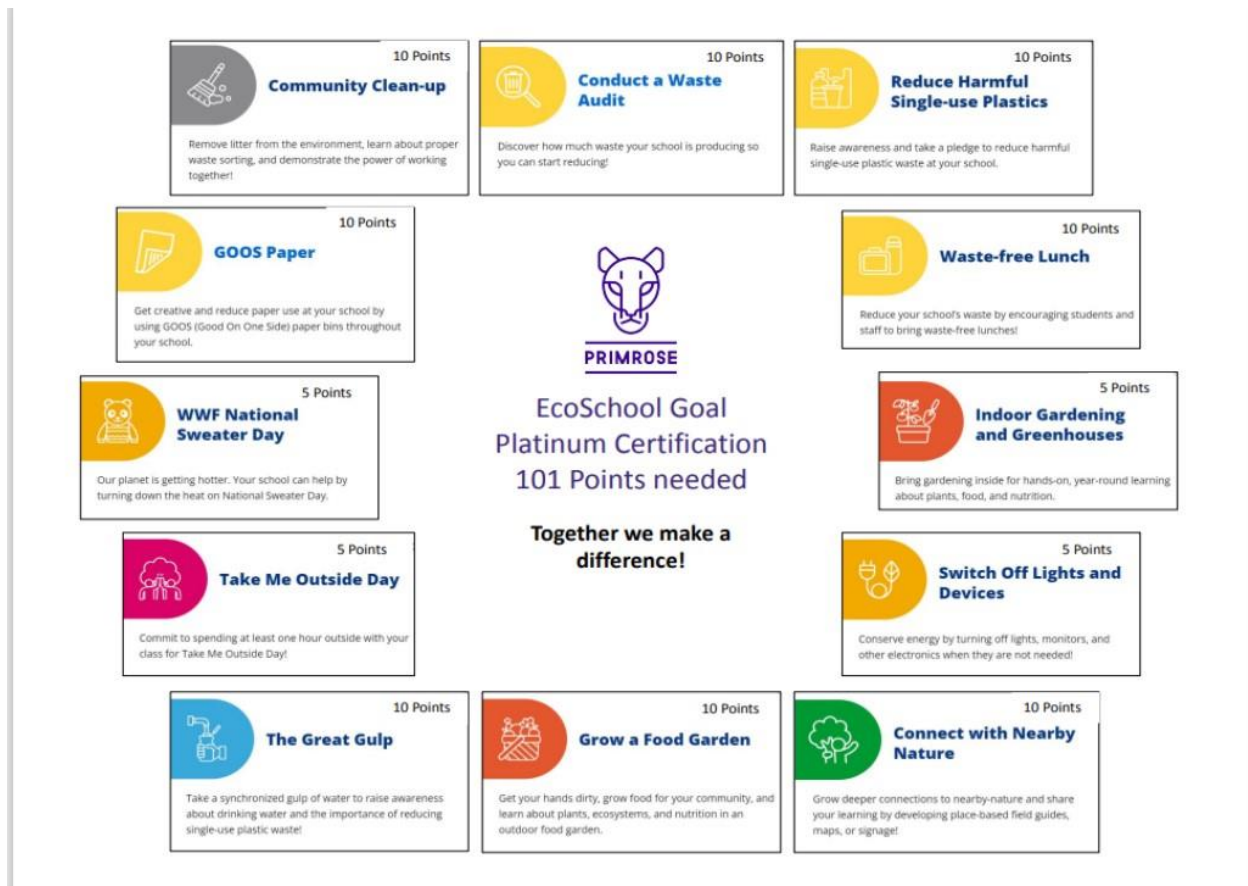 10 Points
Community Clean-up
Remove litter from the environment, learn about proper
waste sorting, and demonstrate the power of working
together!
10 Points
Conduct a Waste
Audit
Discover how much waste your school is producing so
you can start reducing!
10 Points
Reduce Harmful
Single-use Plastics
Raise awareness and take a pledge to reduce harmful
single-use plastic waste at your school.
10 Points
GOOS Paper
Get creative and reduce paper use at your school by
using GOOS (Good On One Side) paper bins throughout
your school.
10 Points
Waste-free Lunch
Reduce your school's waste by encouraging students and
staff to bring waste-free lunches!
PRIMROSE
EcoSchool Goal
Platinum Certification
101 Points needed
Together we make a
difference!
5 Points
WWF National
Sweater Day
Our planet is getting hotter. Your school can help by
turning down the heat on National Sweater Day.
5 Points
Indoor Gardening
and Greenhouses
Bring gardening inside for hands-on, year-round learning
about plants, food, and nutrition.
5 Points
Take Me Outside Day
Commit to spending at least one hour outside with your
class for Take Me Outside Day!
5 Points
Switch Off Lights and
Devices
Conserve energy by turning off lights, monitors, and
other electronics when they are not needed!
10 Points
The Great Gulp
Take a synchronized gulp of water to raise awareness
about drinking water and the importance of reducing
single-use plastic waste!
10 Points
Grow a Food Garden
Get your hands dirty, grow food for your community, and
learn about plants, ecosystems, and nutrition in an
outdoor food garden.
10 Points
Connect with Nearby
Nature
Grow deeper connections to nearby-nature and share
your learning by developing place-based field guides,
maps, or signage!